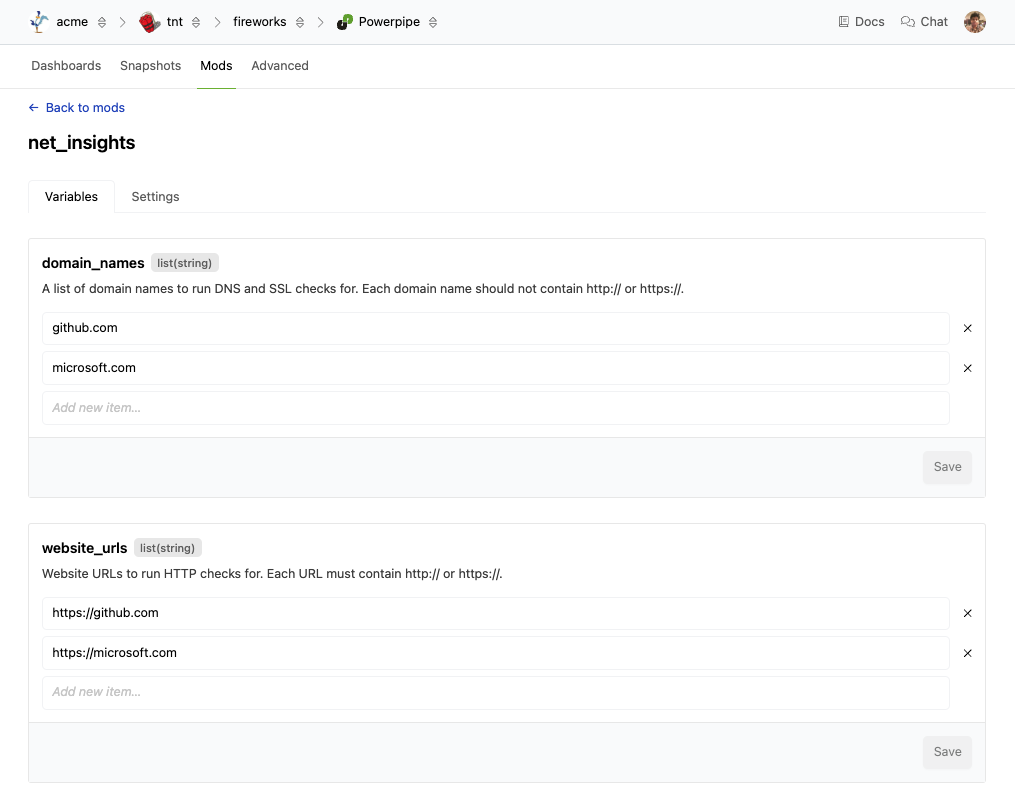 acme tnt fireworks Powerpipe Docs Chat
Dashboards Snapshots Mods Advanced
← Back to mods
net_insights
Variables Settings
domain_names list(string)
A list of domain names to run DNS and SSL checks for. Each domain name should not contain http:// or https://.
github.com
microsoft.com
Add new item...
Save
website_urls list(string)
Website URLs to run HTTP checks for. Each URL must contain http:// or https://.
https://github.com
https://microsoft.com
Add new item...
Save